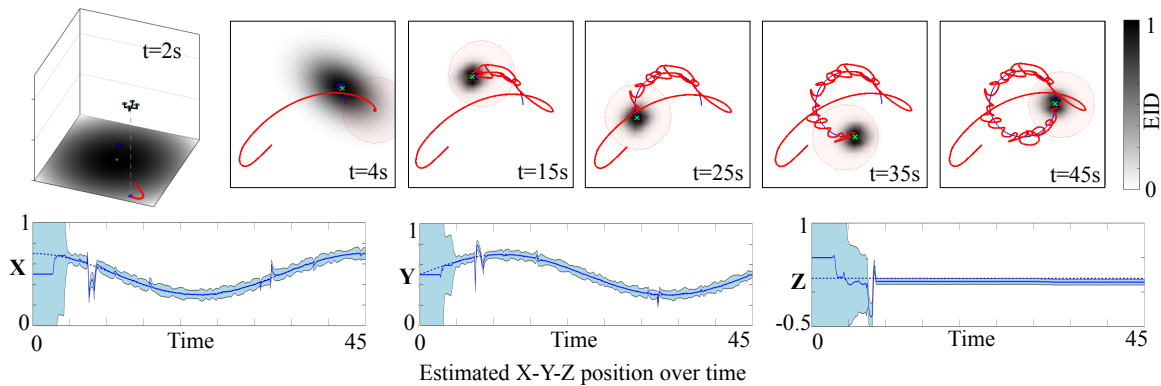 t=2s
t=4s
t=15s
t=25s
t=35s
t=45s
1
EID
0
1
X
0
0
Time
45
1
Y
0
0
Time
45
1
Z
-0.5
0
Time
45
Estimated X-Y-Z position over time